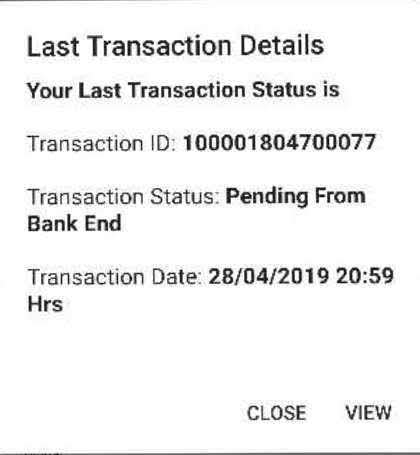 Last Transaction Details
Your Last Transaction Status is
Transaction ID: 100001804700077
Transaction Status: Pending From
Bank End
Transaction Date: 28/04/2019 20:59
Hrs
CLOSE VIEW